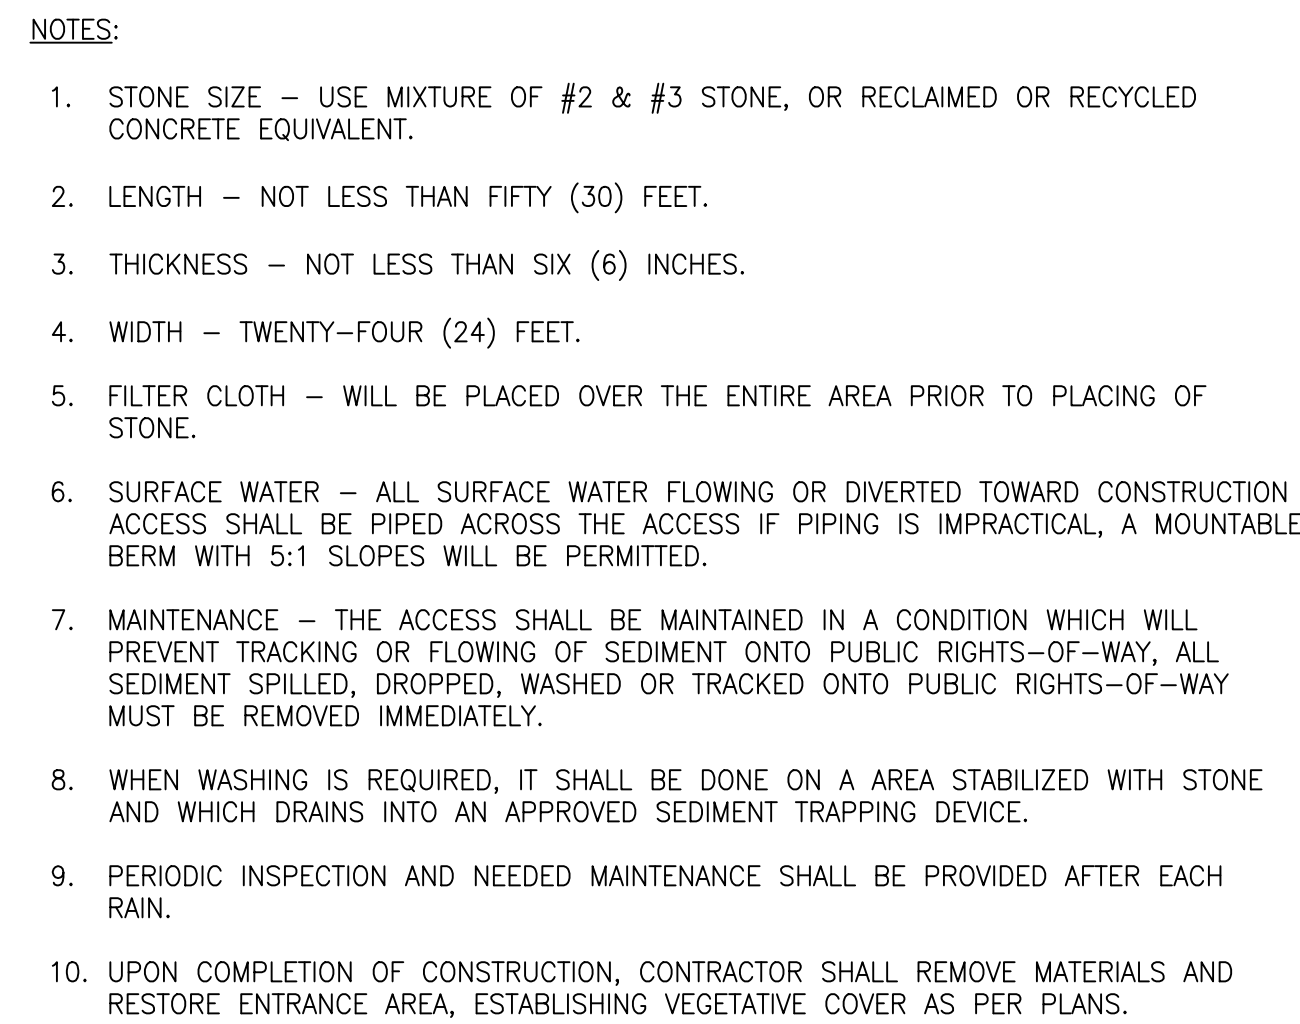 NOTES:
1. STONE SIZE – USE MIXTURE OF #2 & #3 STONE, OR RECLAIMED OR RECYCLED
CONCRETE EQUIVALENT.
2. LENGTH – NOT LESS THAN FIFTY (30) FEET.
3. THICKNESS – NOT LESS THAN SIX (6) INCHES.
4. WIDTH – TWENTY–FOUR (24) FEET.
5. FILTER CLOTH – WILL BE PLACED OVER THE ENTIRE AREA PRIOR TO PLACING OF
STONE.
6. SURFACE WATER – ALL SURFACE WATER FLOWING OR DIVERTED TOWARD CONSTRUCTION
ACCESS SHALL BE PIPED ACROSS THE ACCESS IF PIPING IS IMPRACTICAL, A MOUNTABLE
BERM WITH 5:1 SLOPES WILL BE PERMITTED.
7. MAINTENANCE – THE ACCESS SHALL BE MAINTAINED IN A CONDITION WHICH WILL
PREVENT TRACKING OR FLOWING OF SEDIMENT ONTO PUBLIC RIGHTS–OF–WAY, ALL
SEDIMENT SPILLED, DROPPED, WASHED OR TRACKED ONTO PUBLIC RIGHTS–OF–WAY
MUST BE REMOVED IMMEDIATELY.
8. WHEN WASHING IS REQUIRED, IT SHALL BE DONE ON A AREA STABILIZED WITH STONE
AND WHICH DRAINS INTO AN APPROVED SEDIMENT TRAPPING DEVICE.
9. PERIODIC INSPECTION AND NEEDED MAINTENANCE SHALL BE PROVIDED AFTER EACH
RAIN.
10. UPON COMPLETION OF CONSTRUCTION, CONTRACTOR SHALL REMOVE MATERIALS AND
RESTORE ENTRANCE AREA, ESTABLISHING VEGETATIVE COVER AS PER PLANS.